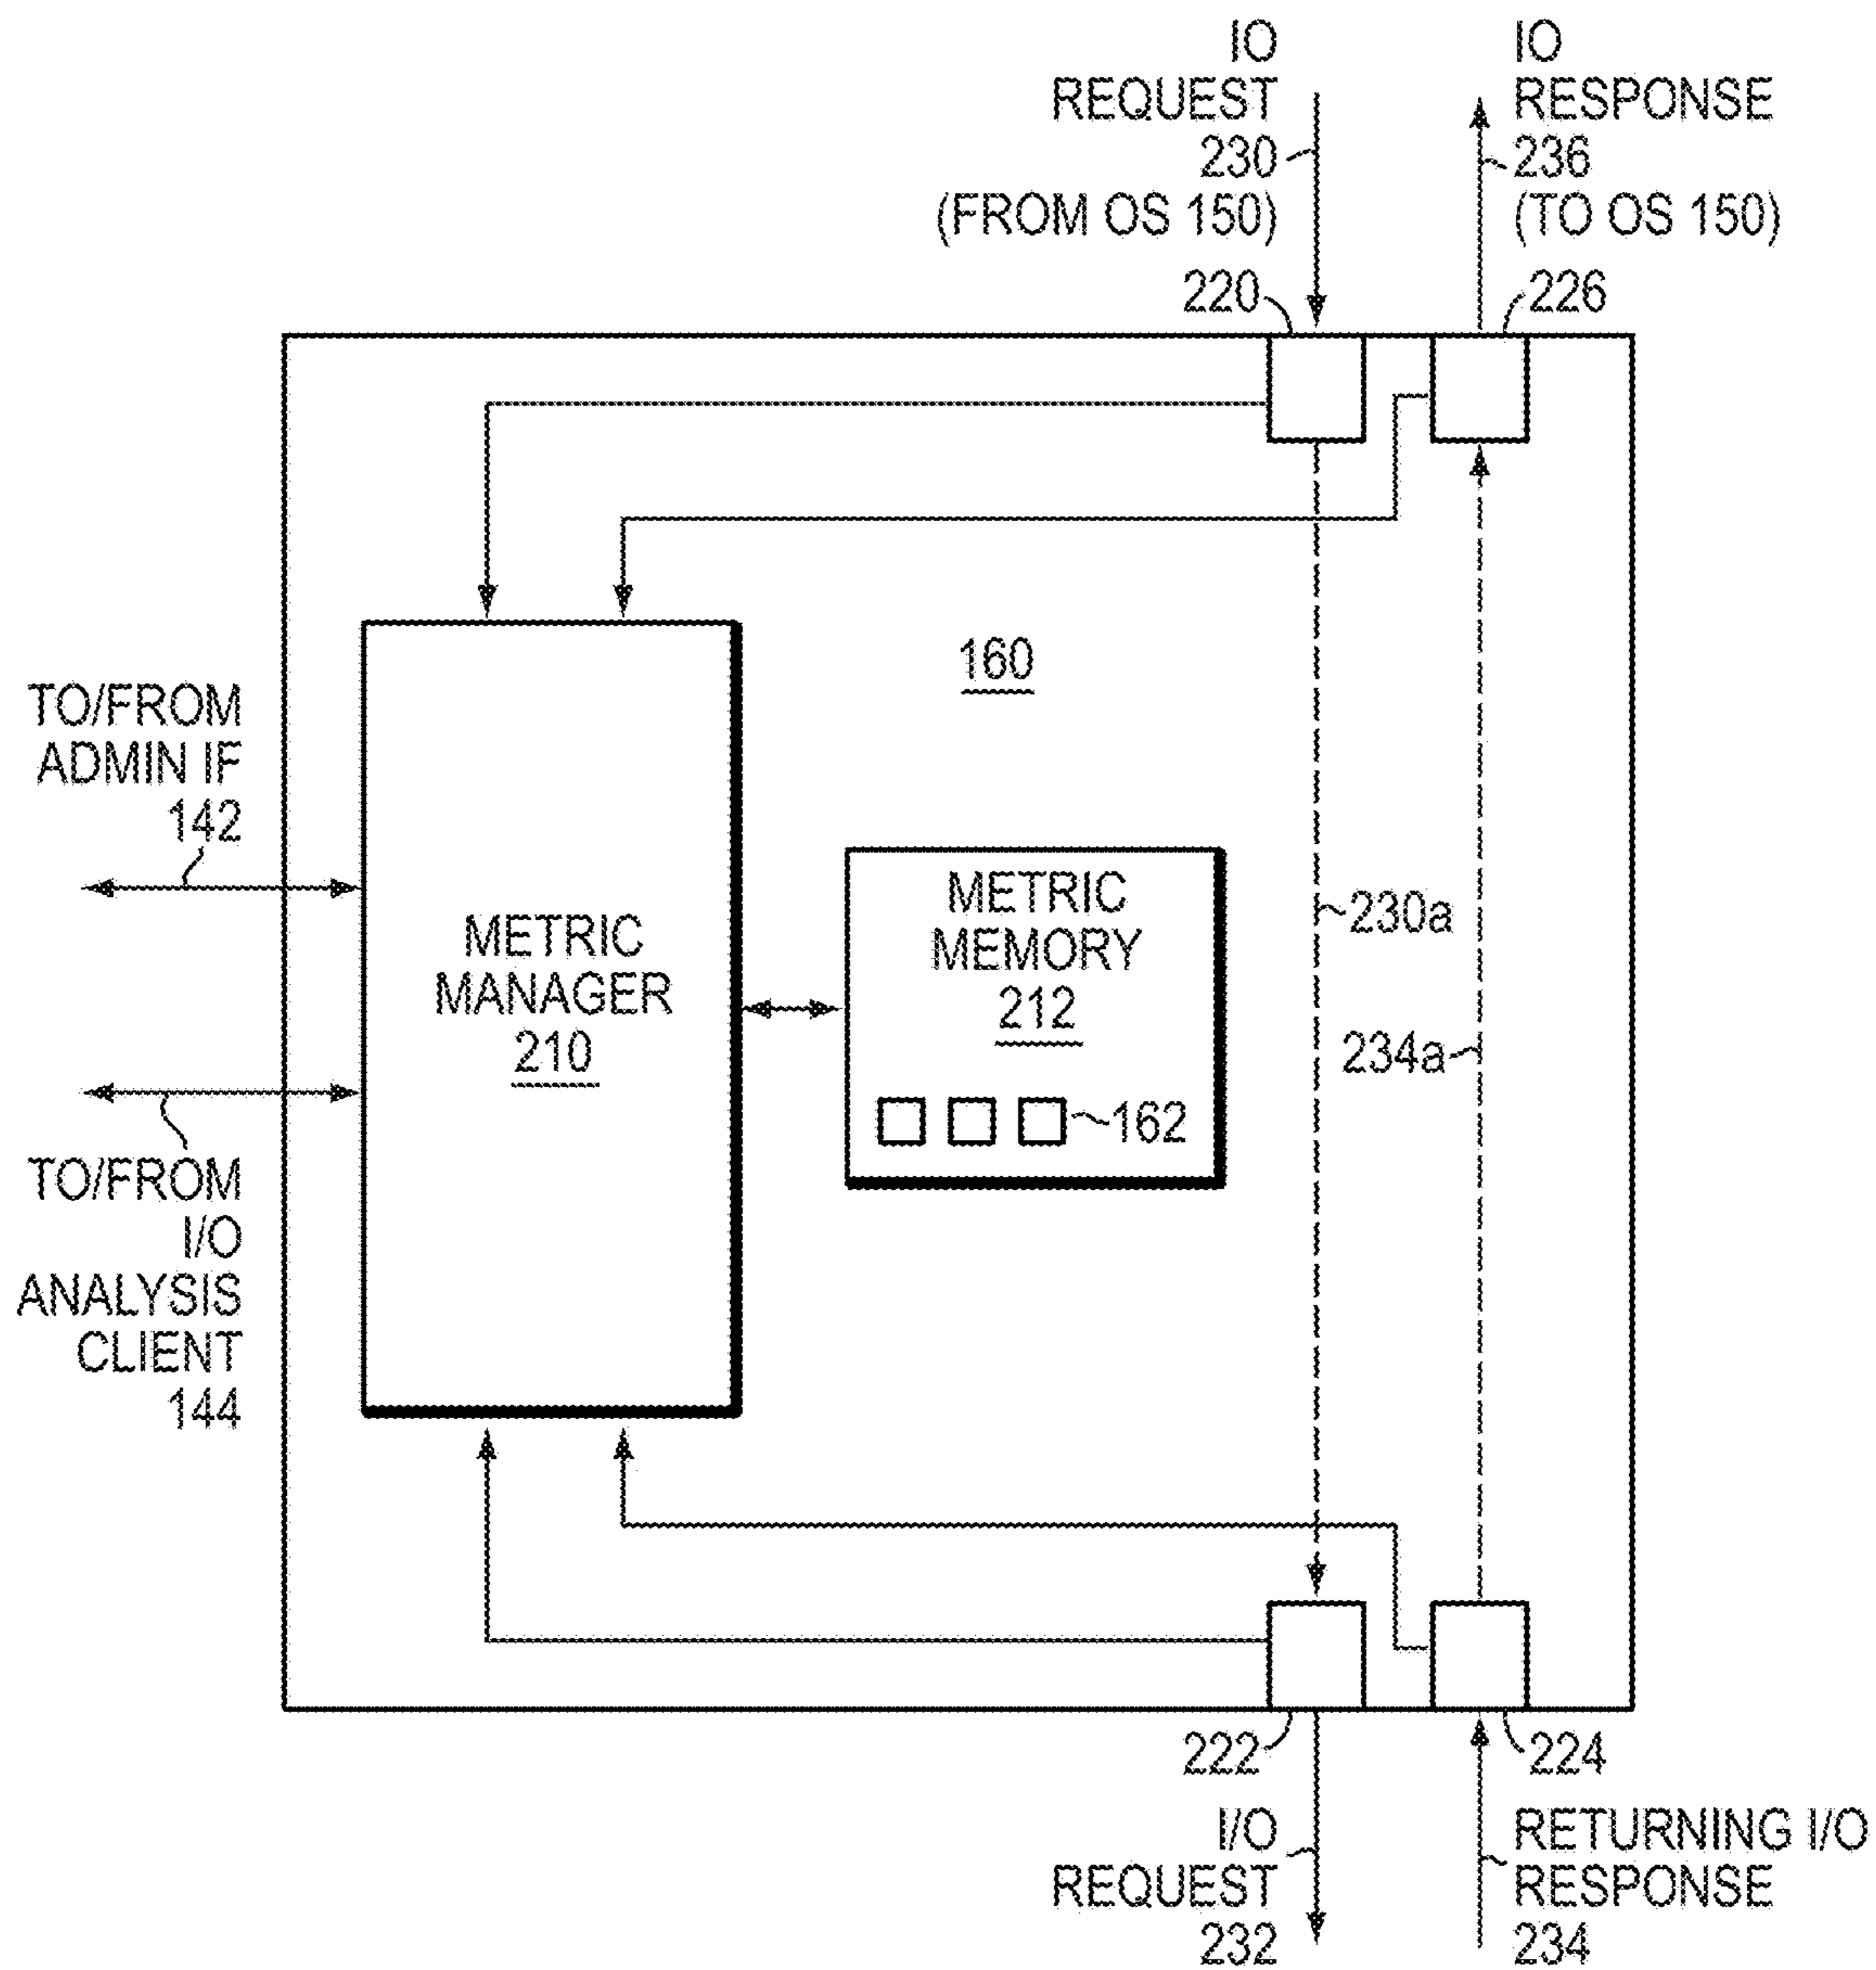 IO
REQUEST
230
(FROM OS 150)
220
IO
RESPONSE
236
(TO OS 150)
226
160
TO/FROM
ADMIN IF
142
METRIC
MANAGER
210
METRIC
MEMORY
212
162
230a
234a
TO/FROM
I/O
ANALYSIS
CLIENT
144
222
I/O
REQUEST
232
224
RETURNING I/O
RESPONSE
234